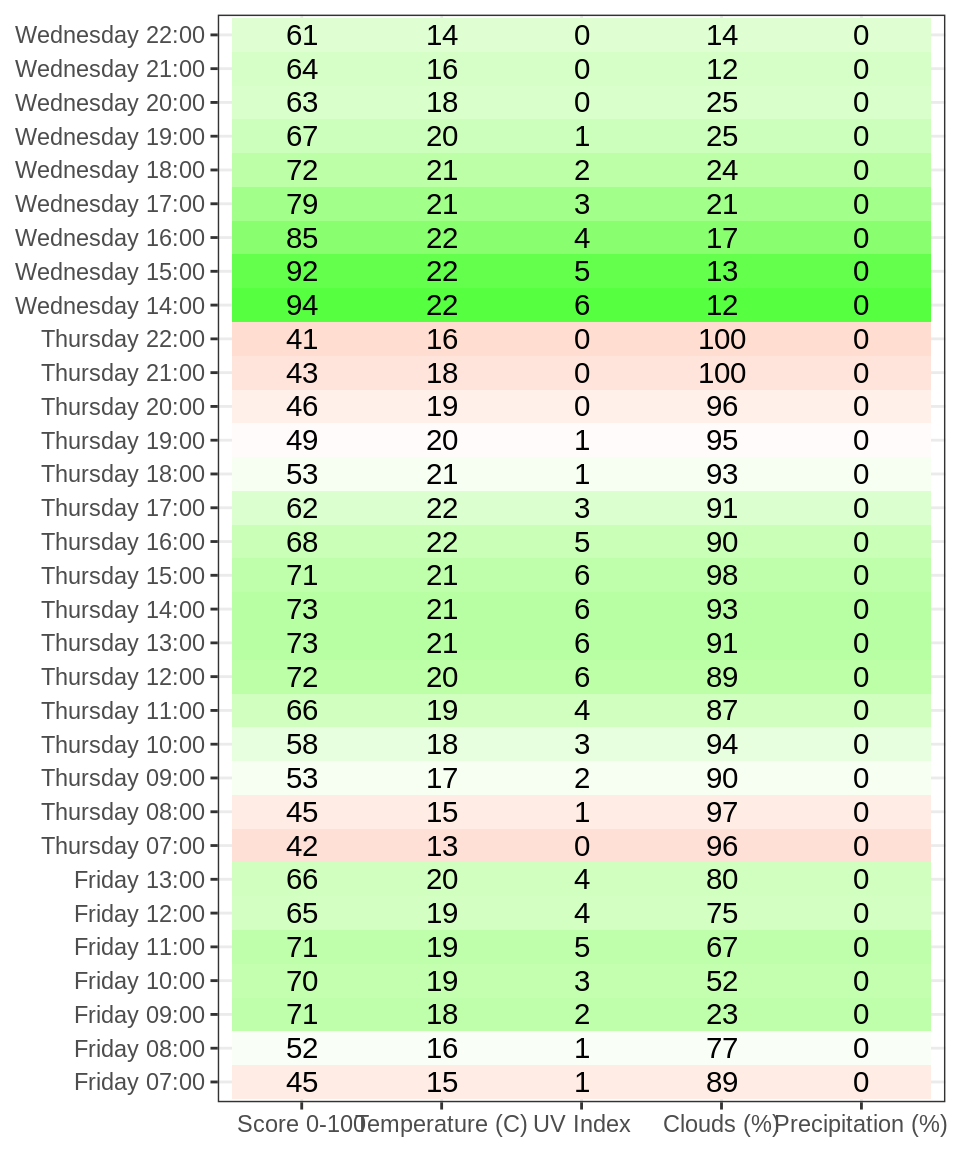 Wednesday 22:00 61 14 0 14 0
Wednesday 21:00 64 16 0 12 0
Wednesday 20:00 63 18 0 25 0
Wednesday 19:00 67 20 1 25 0
Wednesday 18:00 72 21 2 24 0
Wednesday 17:00 79 21 3 21 0
Wednesday 16:00 85 22 4 17 0
Wednesday 15:00 92 22 5 13 0
Wednesday 14:00 94 22 6 12 0
Thursday 22:00 41 16 0 100 0
Thursday 21:00 43 18 0 100 0
Thursday 20:00 46 19 0 96 0
Thursday 19:00 49 20 1 95 0
Thursday 18:00 53 21 1 93 0
Thursday 17:00 62 22 3 91 0
Thursday 16:00 68 22 5 90 0
Thursday 15:00 71 21 6 98 0
Thursday 14:00 73 21 6 93 0
Thursday 13:00 73 21 6 91 0
Thursday 12:00 72 20 6 89 0
Thursday 11:00 66 19 4 87 0
Thursday 10:00 58 18 3 94 0
Thursday 09:00 53 17 2 90 0
Thursday 08:00 45 15 1 97 0
Thursday 07:00 42 13 0 96 0
Friday 13:00 66 20 4 80 0
Friday 12:00 65 19 4 75 0
Friday 11:00 71 19 5 67 0
Friday 10:00 70 19 3 52 0
Friday 09:00 71 18 2 23 0
Friday 08:00 52 16 1 77 0
Friday 07:00 45 15 1 89 0
Score 0-100 Temperature (C) UV Index Clouds (%) Precipitation (%)